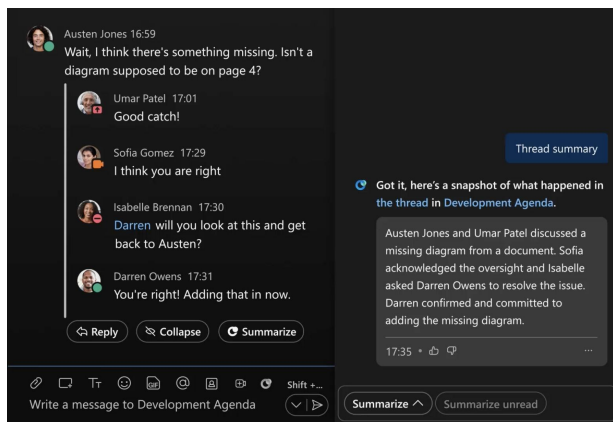 Austen Jones 16:59
Wait, I think there's something missing. Isn't a
diagram supposed to be on page 4?
Umar Patel 17:01
Good catch!
Sofia Gomez 17:29
I think you are right
Isabelle Brennan 17:30
Darren will you look at this and get
back to Austen?
Darren Owens 17:31
You're right! Adding that in now.
Reply
Collapse
Summarize
GIF
Shift +...
Write a message to Development Agenda
Thread summary
Got it, here's a snapshot of what happened in
the thread in Development Agenda.
Austen Jones and Umar Patel discussed a
missing diagram from a document. Sofia
acknowledged the oversight and Isabelle
asked Darren Owens to resolve the issue.
Darren confirmed and committed to
adding the missing diagram.
17:35
Summarize
Summarize unread